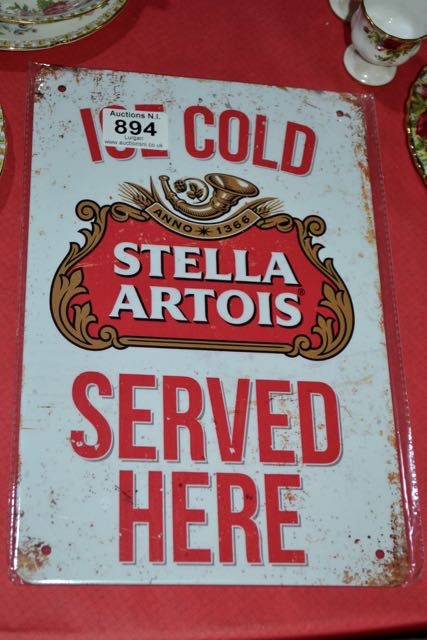 ICE COLD
Auctions N.I.
894
Lurgan
www.auctionsni.co.uk
ANNO 1366
STELLA
ARTOIS®
SERVED
HERE